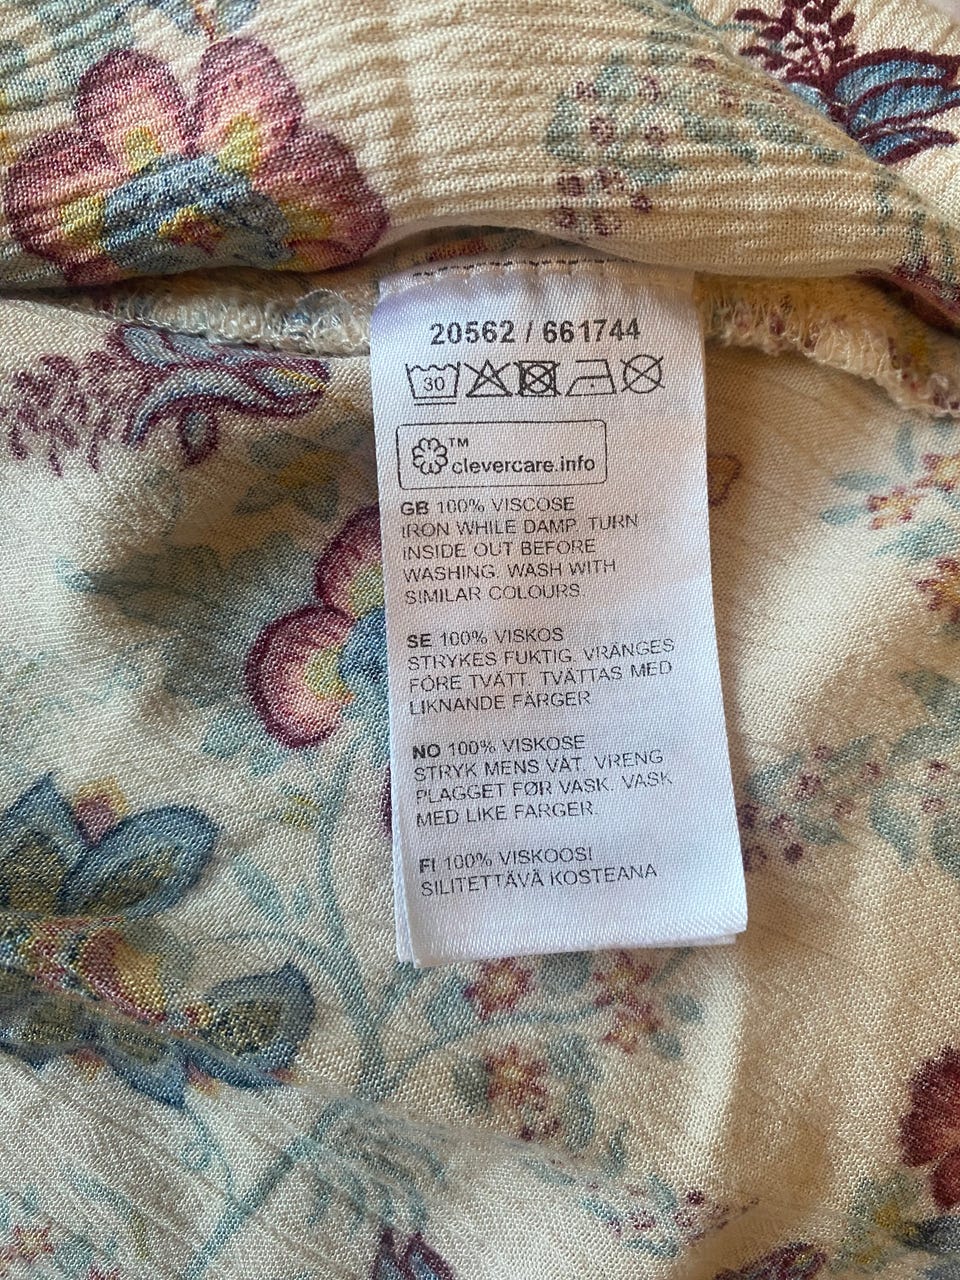 20562 / 661744
30
TM
clevercare.info
GB 100% VISCOSE
IRON WHILE DAMP. TURN
INSIDE OUT BEFORE
WASHING. WASH WITH
SIMILAR COLOURS
SE 100% VISKOS
STRYKES FUKTIG. VRÄNGES
FÖRE TVÄTT. TVÄTTAS MED
LIKNANDE FÄRGER
NO 100% VISKOSE
STRYK MENS VÅT. VRENG
PLAGGET FØR VASK. VASK
MED LIKE FARGER.
FI 100% VISKOOSI
SILITETTÄVÄ KOSTEANA